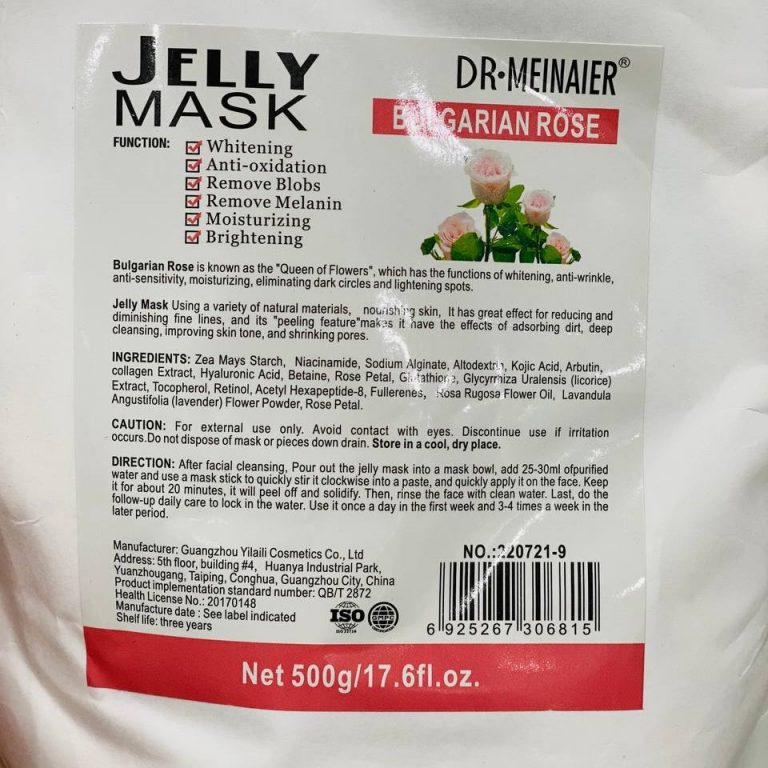 JELLY
MASK
DR·MEINAIER®
BULGARIAN ROSE
FUNCTION:
Whitening
Anti-oxidation
Remove Blobs
Remove Melanin
Moisturizing
Brightening
Bulgarian Rose is known as the "Queen of Flowers", which has the functions of whitening, anti-wrinkle,
anti-sensitivity, moisturizing, eliminating dark circles and lightening spots.
Jelly Mask Using a variety of natural materials, nourishing skin, It has great effect for reducing and
diminishing fine lines, and its "peeling feature"makes it have the effects of adsorbing dirt, deep
cleansing, improving skin tone, and shrinking pores.
INGREDIENTS: Zea Mays Starch, Niacinamide, Sodium Alginate, Altodextrin, Kojic Acid, Arbutin,
collagen Extract, Hyaluronic Acid, Betaine, Rose Petal, Glutathione, Glycyrrhiza Uralensis (licorice)
Extract, Tocopherol, Retinol, Acetyl Hexapeptide-8, Fullerenes, Rosa Rugosa Flower Oil, Lavandula
Angustifolia (lavender) Flower Powder, Rose Petal.
CAUTION: For external use only. Avoid contact with eyes. Discontinue use if irritation
occurs.Do not dispose of mask or pieces down drain. Store in a cool, dry place.
DIRECTION: After facial cleansing, Pour out the jelly mask into a mask bowl, add 25-30ml ofpurified
water and use a mask stick to quickly stir it clockwise into a paste, and quickly apply it on the face. Keep
it for about 20 minutes, it will peel off and solidify. Then, rinse the face with clean water. Last, do the
follow-up daily care to lock in the water. Use it once a day in the first week and 3-4 times a week in the
later period.
Manufacturer: Guangzhou Yilaili Cosmetics Co., Ltd
Address: 5th floor, building #4, Huanya Industrial Park,
Yuanzhougang, Taiping, Conghua, Guangzhou City, China
Product implementation standard number: QB/T 2872
Health License No.: 20170148
Manufacture date : See label indicated
Shelf life: three years
ISO
ISO 22716
GMPC
NO.:220721-9
6 925267 306815
Net 500g/17.6fl.oz.